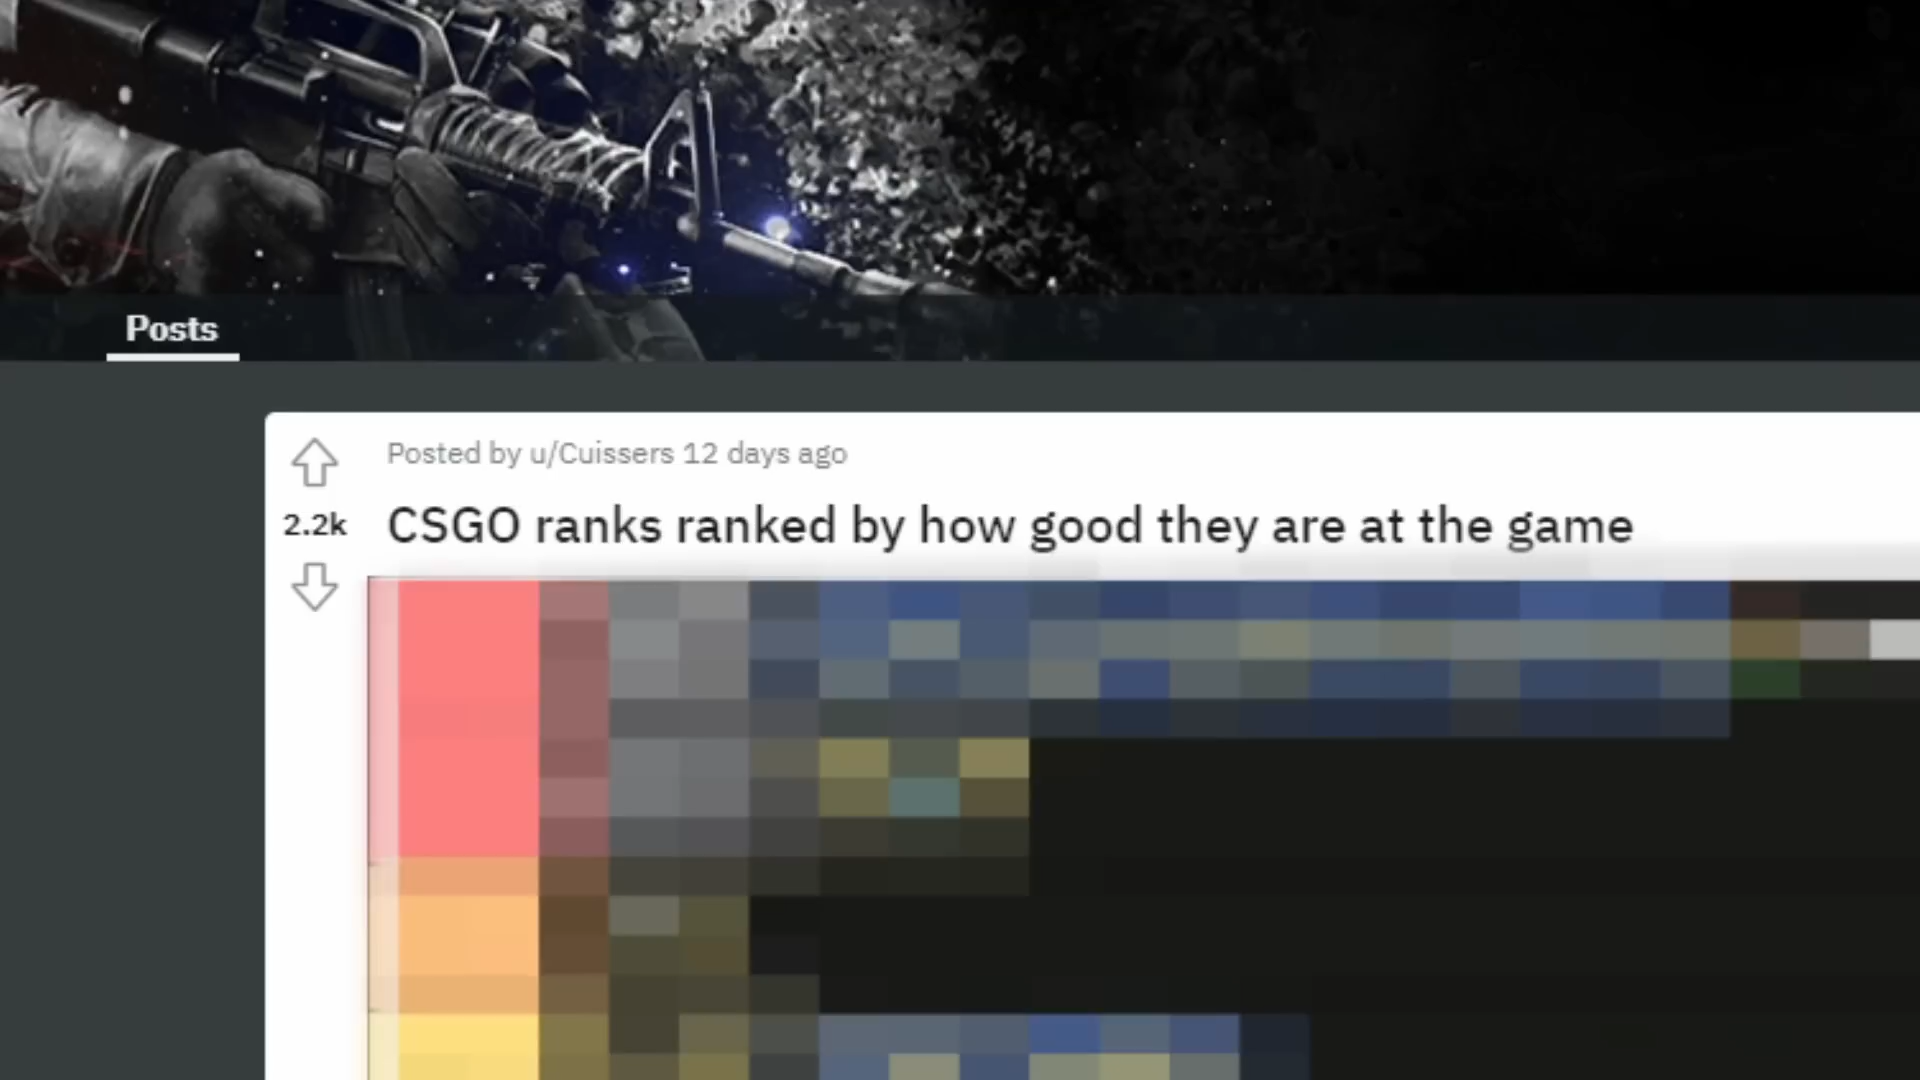 Posts
Posted by u/Cuissers 12 days ago
2.2k
CSGO ranks ranked by how good they are at the game